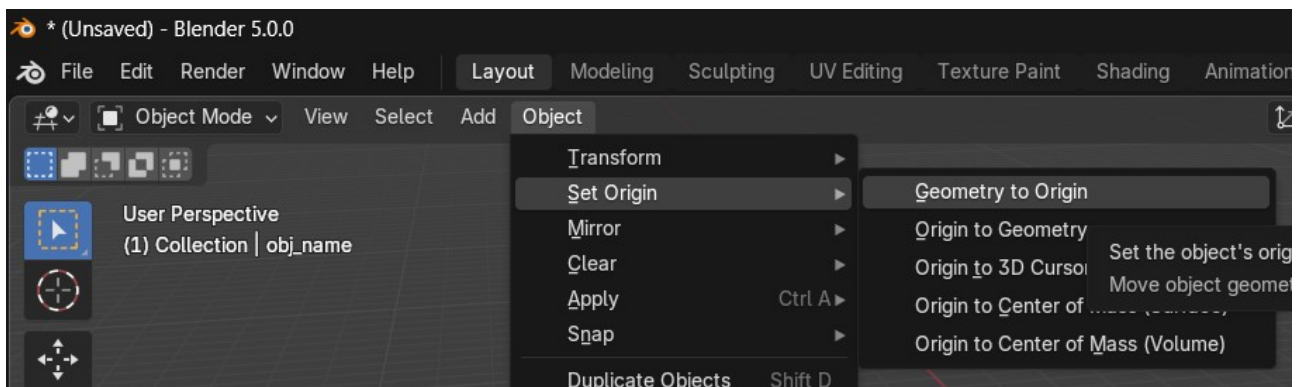 * (Unsaved) - Blender 5.0.0
File Edit Render Window Help Layout Modeling Sculpting UV Editing Texture Paint Shading Animation
Object Mode View Select Add Object
Transform
Set Origin
Mirror
Clear
Apply Ctrl A
Snap
Duplicate Objects Shift D
Geometry to Origin
Origin to Geometry
Origin to 3D Curso
Origin to Center of
Origin to Center of Mass (Volume)
Set the object's orig
Move object geomet
User Perspective
(1) Collection | obj_name